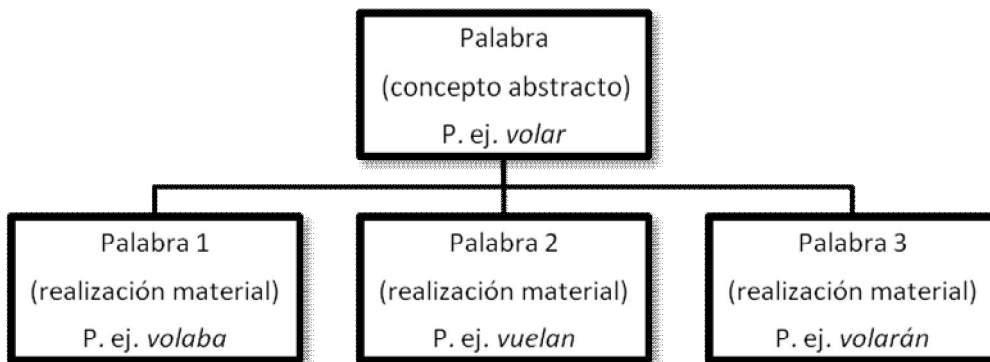 Palabra
(concepto abstracto)
P. ej. volar
Palabra 1
(realización material)
P. ej. volaba
Palabra 2
(realización material)
P. ej. vuelan
Palabra 3
(realización material)
P. ej. volarán